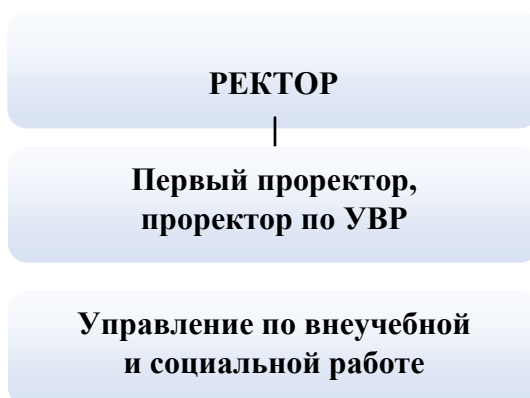 РЕКТОР
Первый проректор,
проректор по УВР
Управление по внеучебной
и социальной работе